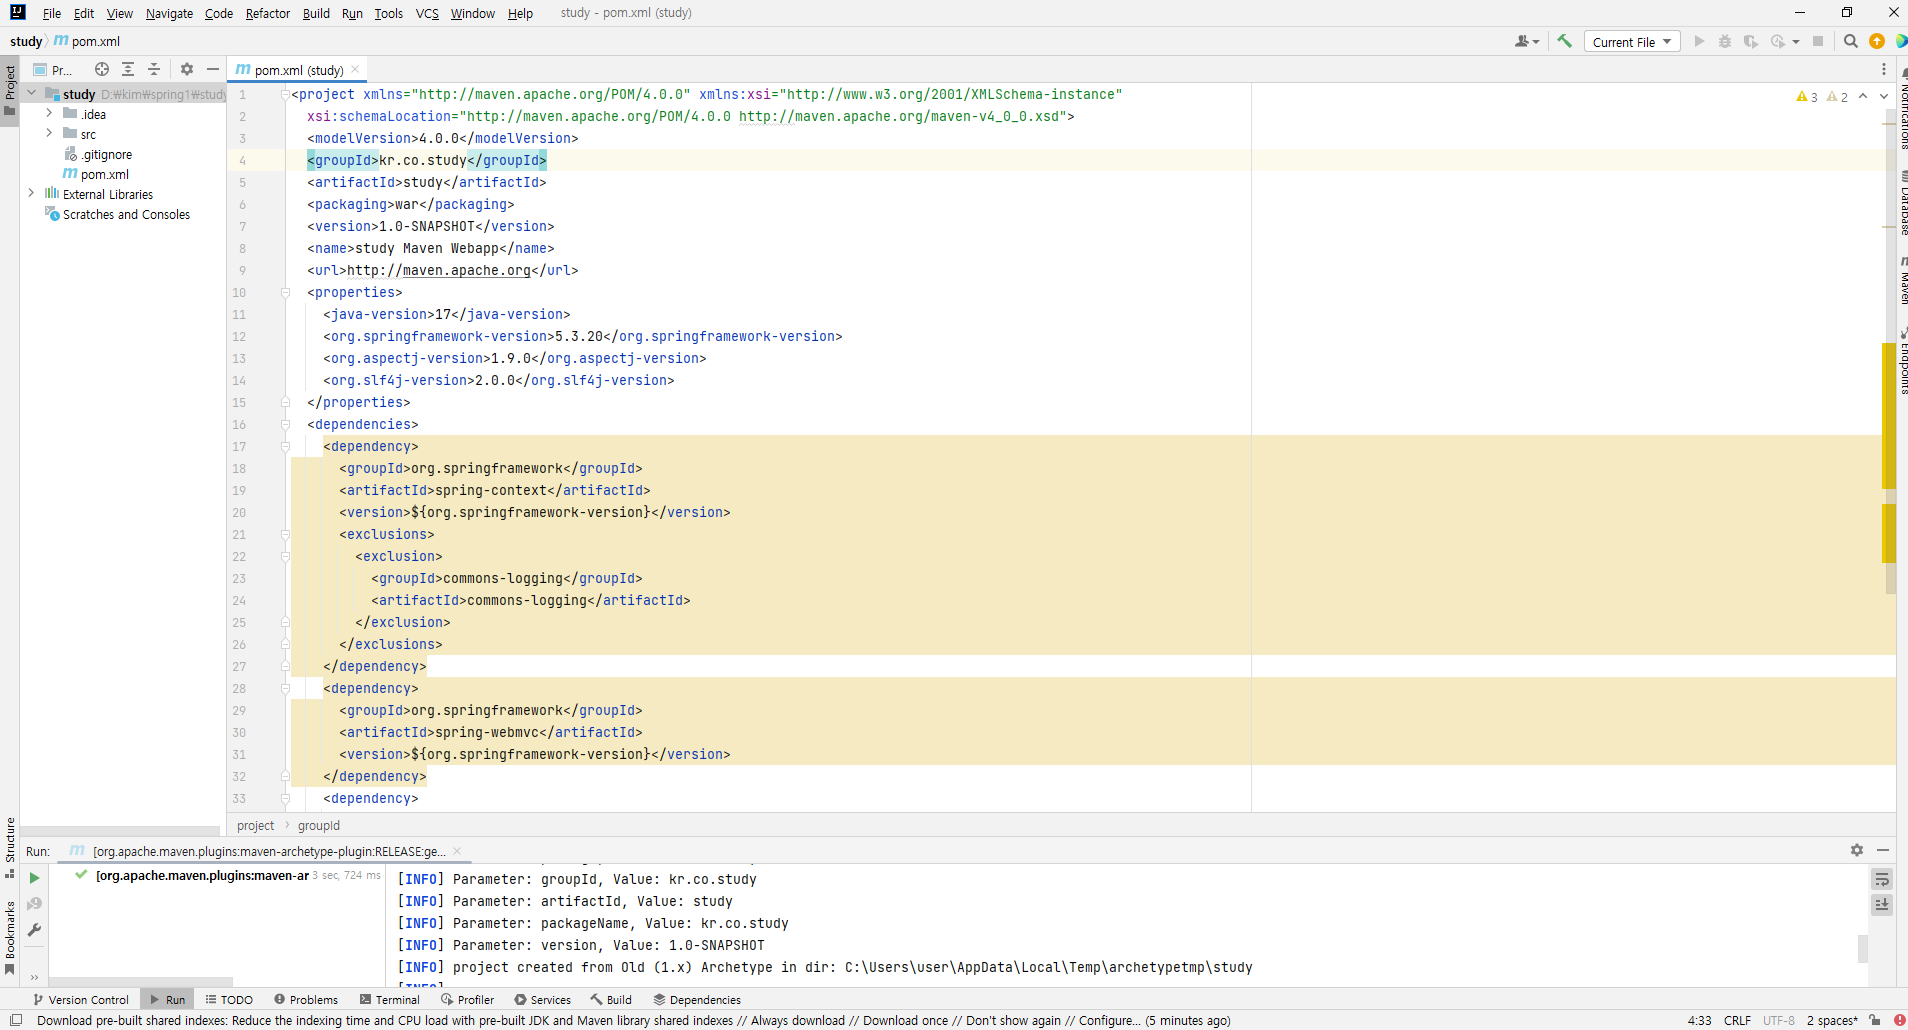 File Edit View Navigate Code Refactor Build Run Tools VCS Window Help study - pom.xml (study)
study pom.xml
Current File
Project
Pr...
pom.xml (study)
study D:₩kim₩spring1₩study
.idea
src
.gitignore
pom.xml
External Libraries
Scratches and Consoles
3 2
1 <project xmlns="http://maven.apache.org/POM/4.0.0" xmlns:xsi="http://www.w3.org/2001/XMLSchema-instance"
2 xsi:schemaLocation="http://maven.apache.org/POM/4.0.0 http://maven.apache.org/maven-v4_0_0.xsd">
3 <modelVersion>4.0.0</modelVersion>
4 <groupId>kr.co.study</groupId>
5 <artifactId>study</artifactId>
6 <packaging>war</packaging>
7 <version>1.0-SNAPSHOT</version>
8 <name>study Maven Webapp</name>
9 <url>http://maven.apache.org</url>
10 <properties>
11 <java-version>17</java-version>
12 <org.springframework-version>5.3.20</org.springframework-version>
13 <org.aspectj-version>1.9.0</org.aspectj-version>
14 <org.slf4j-version>2.0.0</org.slf4j-version>
15 </properties>
16 <dependencies>
17 <dependency>
18 <groupId>org.springframework</groupId>
19 <artifactId>spring-context</artifactId>
20 <version>${org.springframework-version}</version>
21 <exclusions>
22 <exclusion>
23 <groupId>commons-logging</groupId>
24 <artifactId>commons-logging</artifactId>
25 </exclusion>
26 </exclusions>
27 </dependency>
28 <dependency>
29 <groupId>org.springframework</groupId>
30 <artifactId>spring-webmvc</artifactId>
31 <version>${org.springframework-version}</version>
32 </dependency>
33 <dependency>
project groupId
Notifications
Database
Maven
Endpoints
Structure
Bookmarks
Run: [org.apache.maven.plugins:maven-archetype-plugin:RELEASE:ge...
[org.apache.maven.plugins:maven-ar 3 sec, 724 ms
[INFO] Parameter: groupId, Value: kr.co.study
[INFO] Parameter: artifactId, Value: study
[INFO] Parameter: packageName, Value: kr.co.study
[INFO] Parameter: version, Value: 1.0-SNAPSHOT
[INFO] project created from Old (1.x) Archetype in dir: C:\Users\user\AppData\Local\Temp\archetypetmp\study
[INFO]
Version Control Run TODO Problems Terminal Profiler Services Build Dependencies
Download pre-built shared indexes: Reduce the indexing time and CPU load with pre-built JDK and Maven library shared indexes // Always download // Download once // Don't show again // Configure... (5 minutes ago) 4:33 CRLF UTF-8 2 spaces*